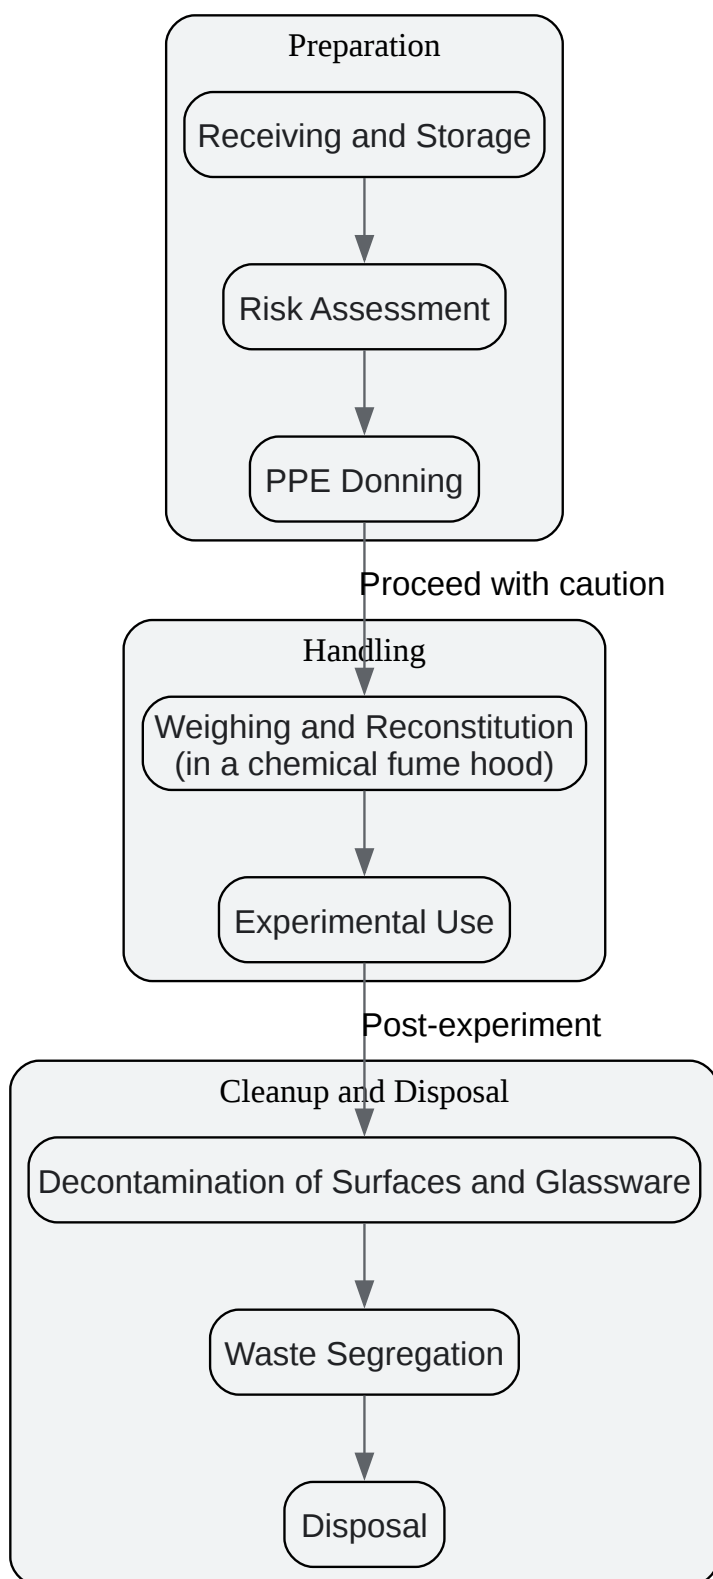 Preparation
Receiving and Storage
Risk Assessment
PPE Donning
Proceed with caution
Handling
Weighing and Reconstitution
(in a chemical fume hood)
Experimental Use
Post-experiment
Cleanup and Disposal
Decontamination of Surfaces and Glassware
Waste Segregation
Disposal